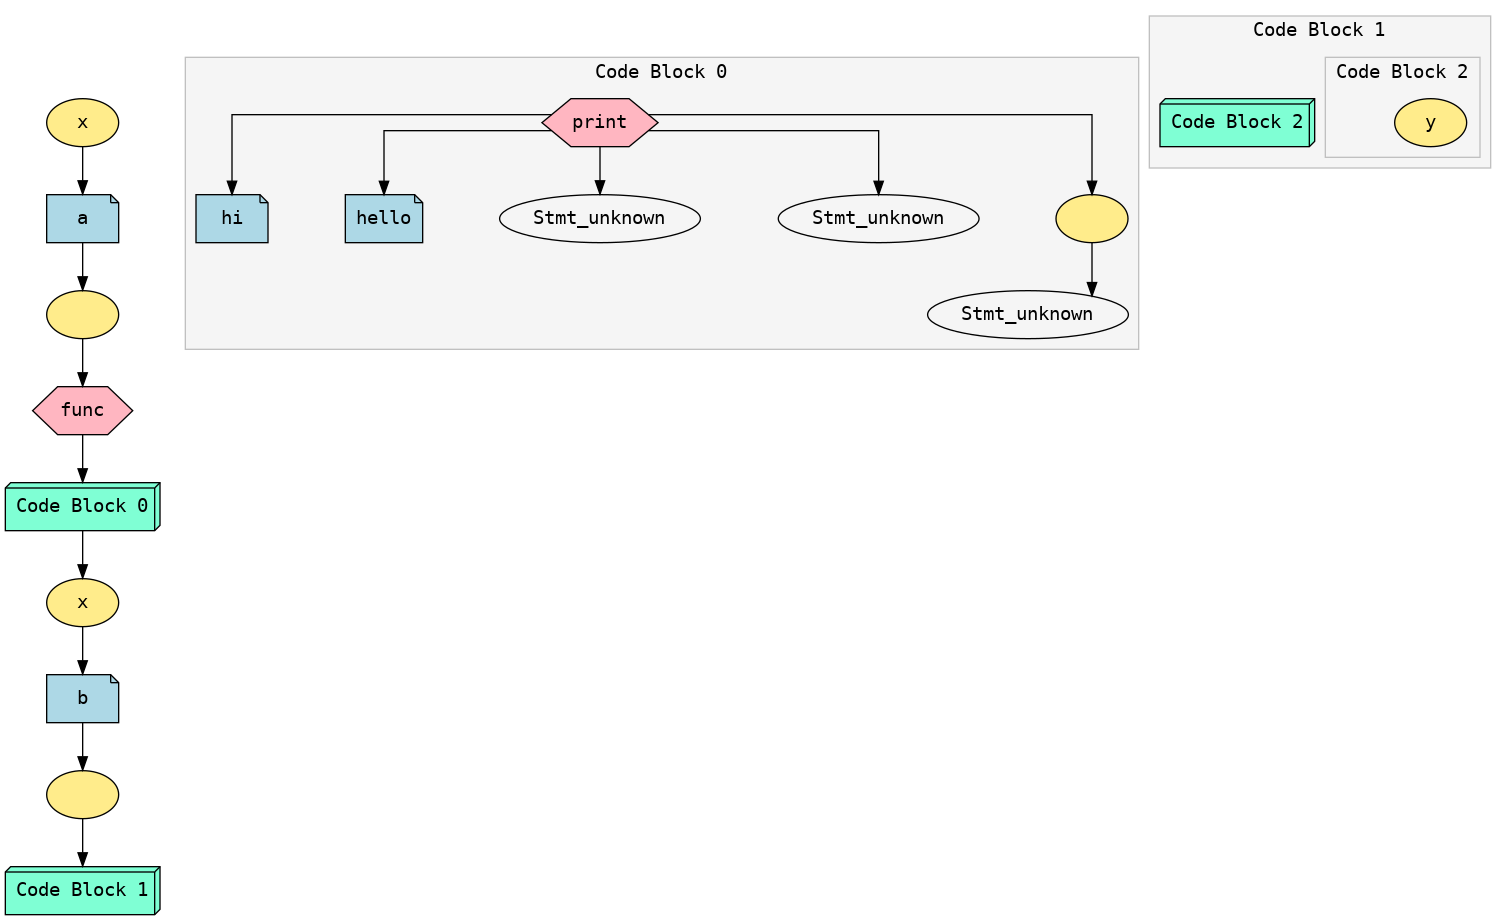 x
a
func
Code Block 0
x
b
Code Block 1
Code Block 0
print
hi
hello
Stmt_unknown
Stmt_unknown
Stmt_unknown
Code Block 1
Code Block 2
Code Block 2
y